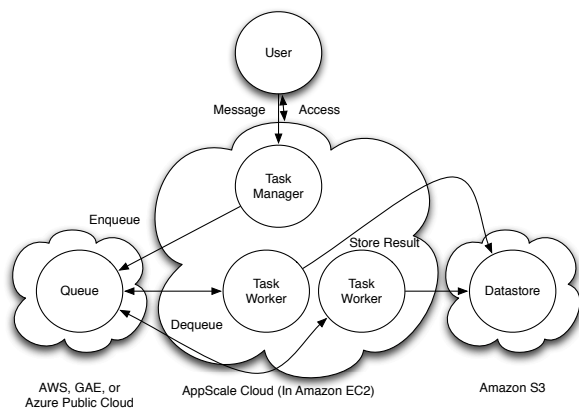 User
Message
Access
Task
Manager
Enqueue
Store Result
Queue
Task
Worker
Task
Worker
Datastore
Dequeue
AWS, GAE, or
Azure Public Cloud
AppScale Cloud (In Amazon EC2)
Amazon S3